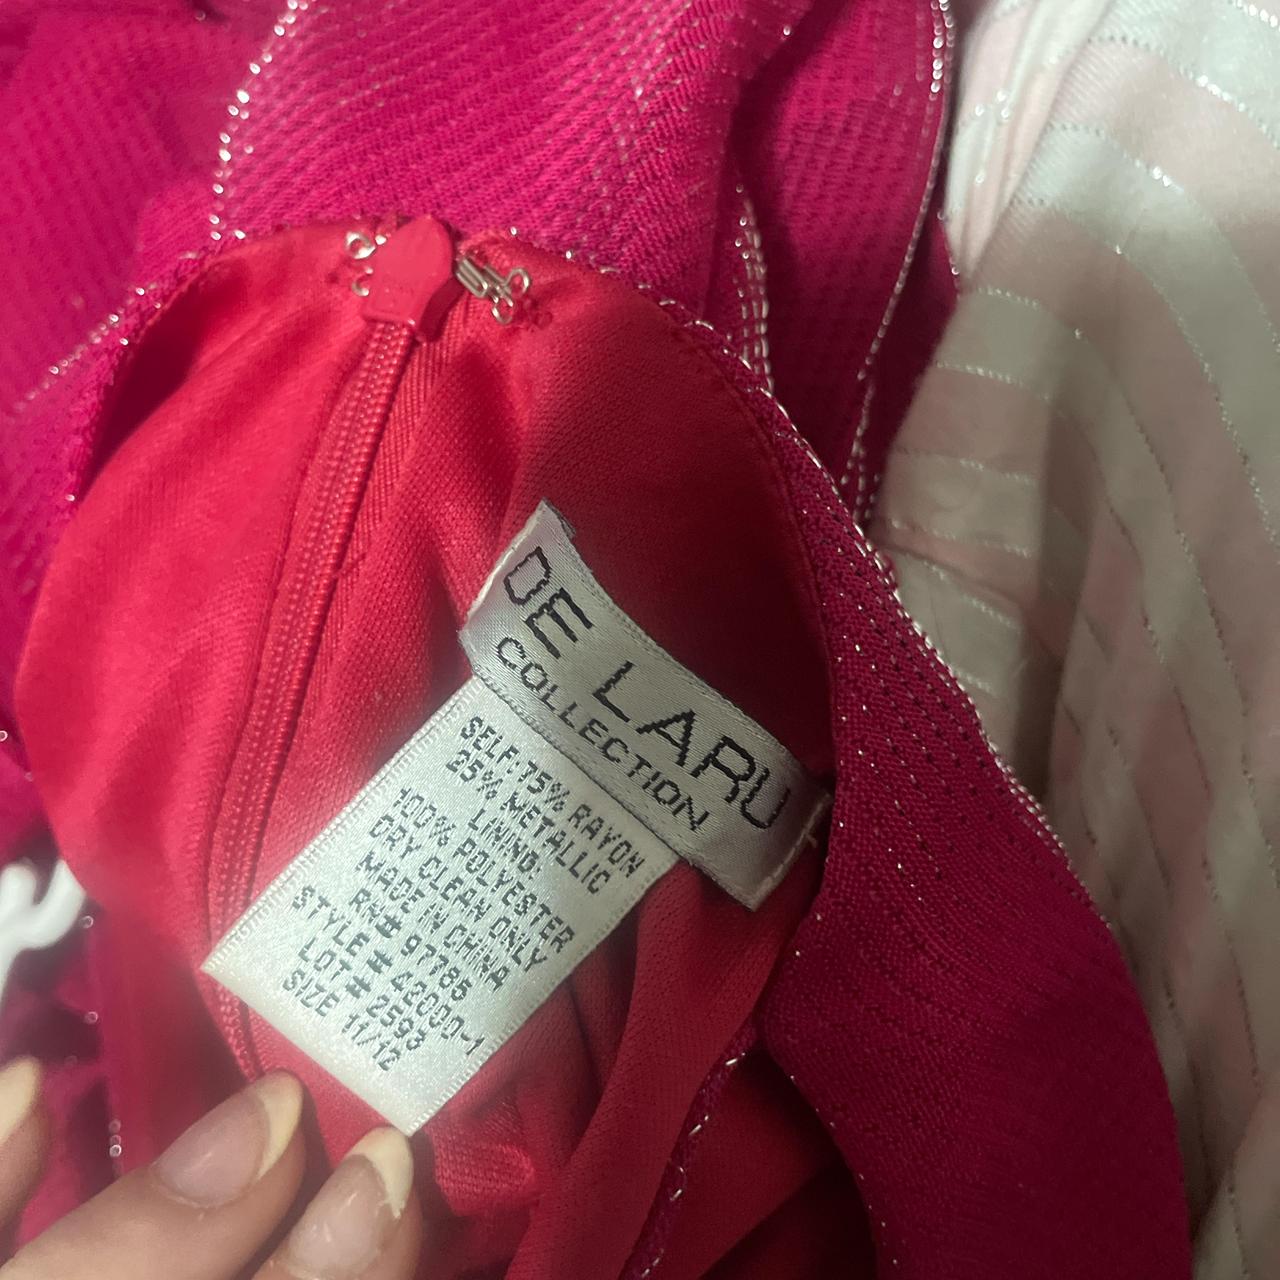 DE LARU
COLLECTION
SELF: 75% RAYON
25% METALLIC
LINING:
100% POLYESTER
DRY CLEAN ONLY
MADE IN CHINA
RN# 97785
STYLE # 42000-1
LOT # 2593
SIZE 11/12